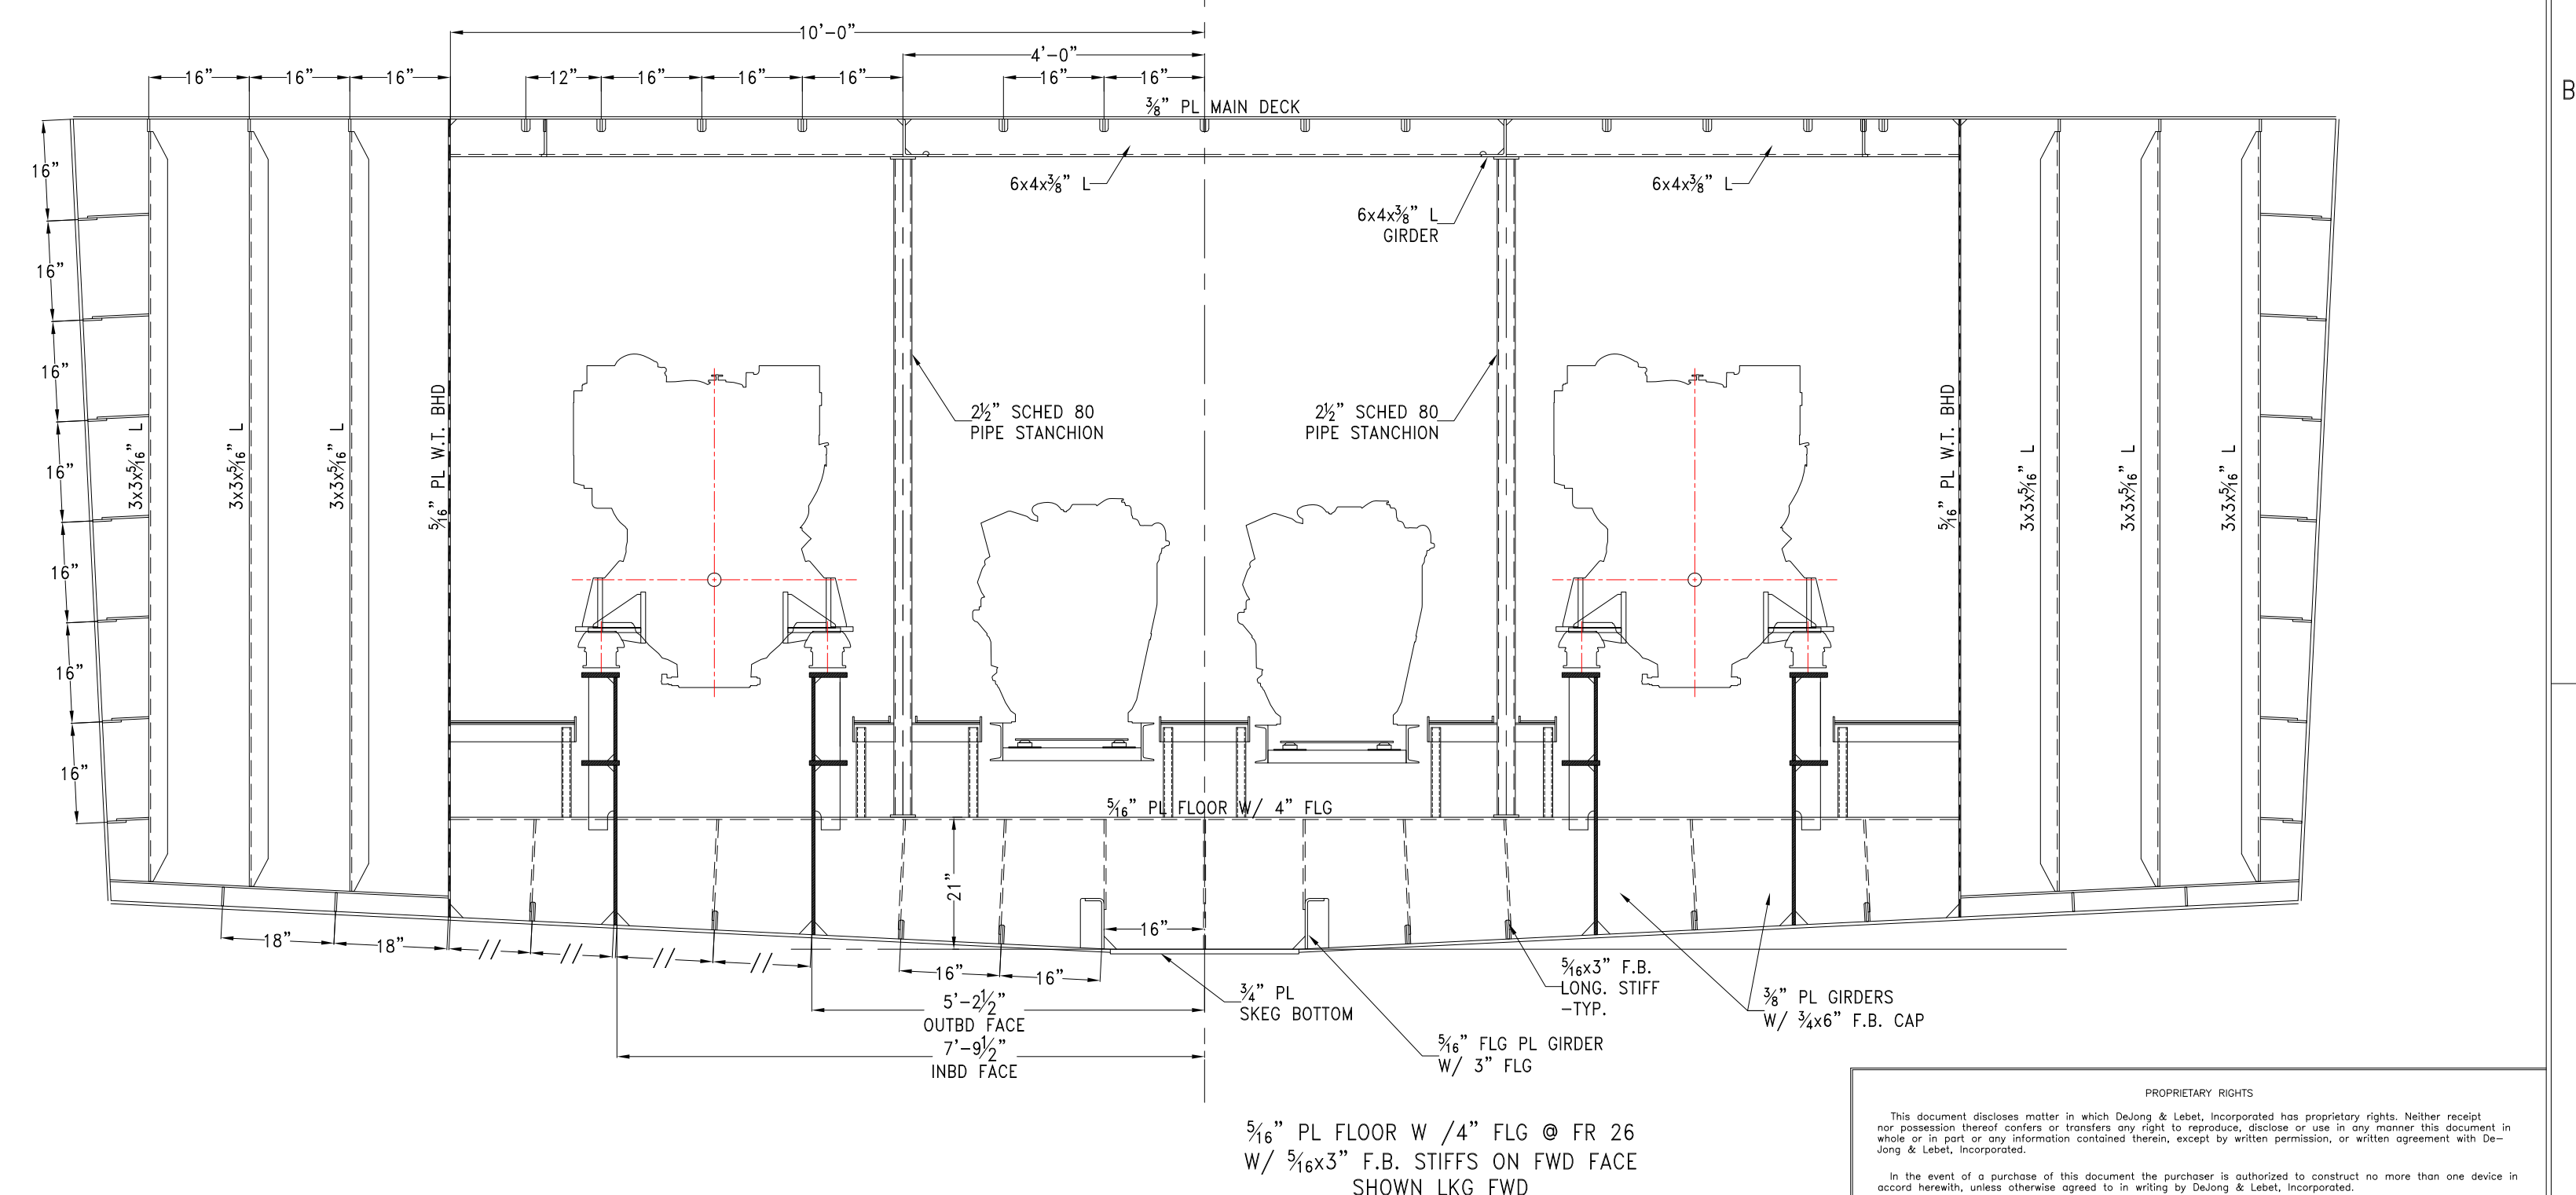 10'-0"
4'-0"
16" 16" 16" 12" 16" 16" 16" 16" 16"
B
⅜" PL MAIN DECK
16"
6x4x⅜" L
6x4x⅜" L
6x4x⅜" L
GIRDER
16"
16"
2½" SCHED 80
PIPE STANCHION
2½" SCHED 80
PIPE STANCHION
3x3x5⁄16" L
3x3x5⁄16" L
3x3x5⁄16" L
5⁄16" PL W.T. BHD
5⁄16" PL W.T. BHD
3x3x5⁄16" L
3x3x5⁄16" L
3x3x5⁄16" L
16"
16"
16"
16"
5⁄16" PL FLOOR W/ 4" FLG
21"
16"
18" 18" // // // //
16" 16"
5'-2½"
OUTBD FACE
7'-9½"
INBD FACE
¾" PL
SKEG BOTTOM
5⁄16x3" F.B.
LONG. STIFF
-TYP.
⅜" PL GIRDERS
W/ ¾x6" F.B. CAP
5⁄16" FLG PL GIRDER
W/ 3" FLG
5⁄16" PL FLOOR W /4" FLG @ FR 26
W/ 5⁄16x3" F.B. STIFFS ON FWD FACE
SHOWN LKG FWD
PROPRIETARY RIGHTS
This document discloses matter in which DeJong & Lebet, Incorporated has proprietary rights. Neither receipt
nor possession thereof confers or transfers any right to reproduce, disclose or use in any manner this document in
whole or in part or any information contained therein, except by written permission, or written agreement with De-
Jong & Lebet, Incorporated.
In the event of a purchase of this document the purchaser is authorized to construct no more than one device in
accord herewith, unless otherwise agreed to in writing by DeJong & Lebet, Incorporated.